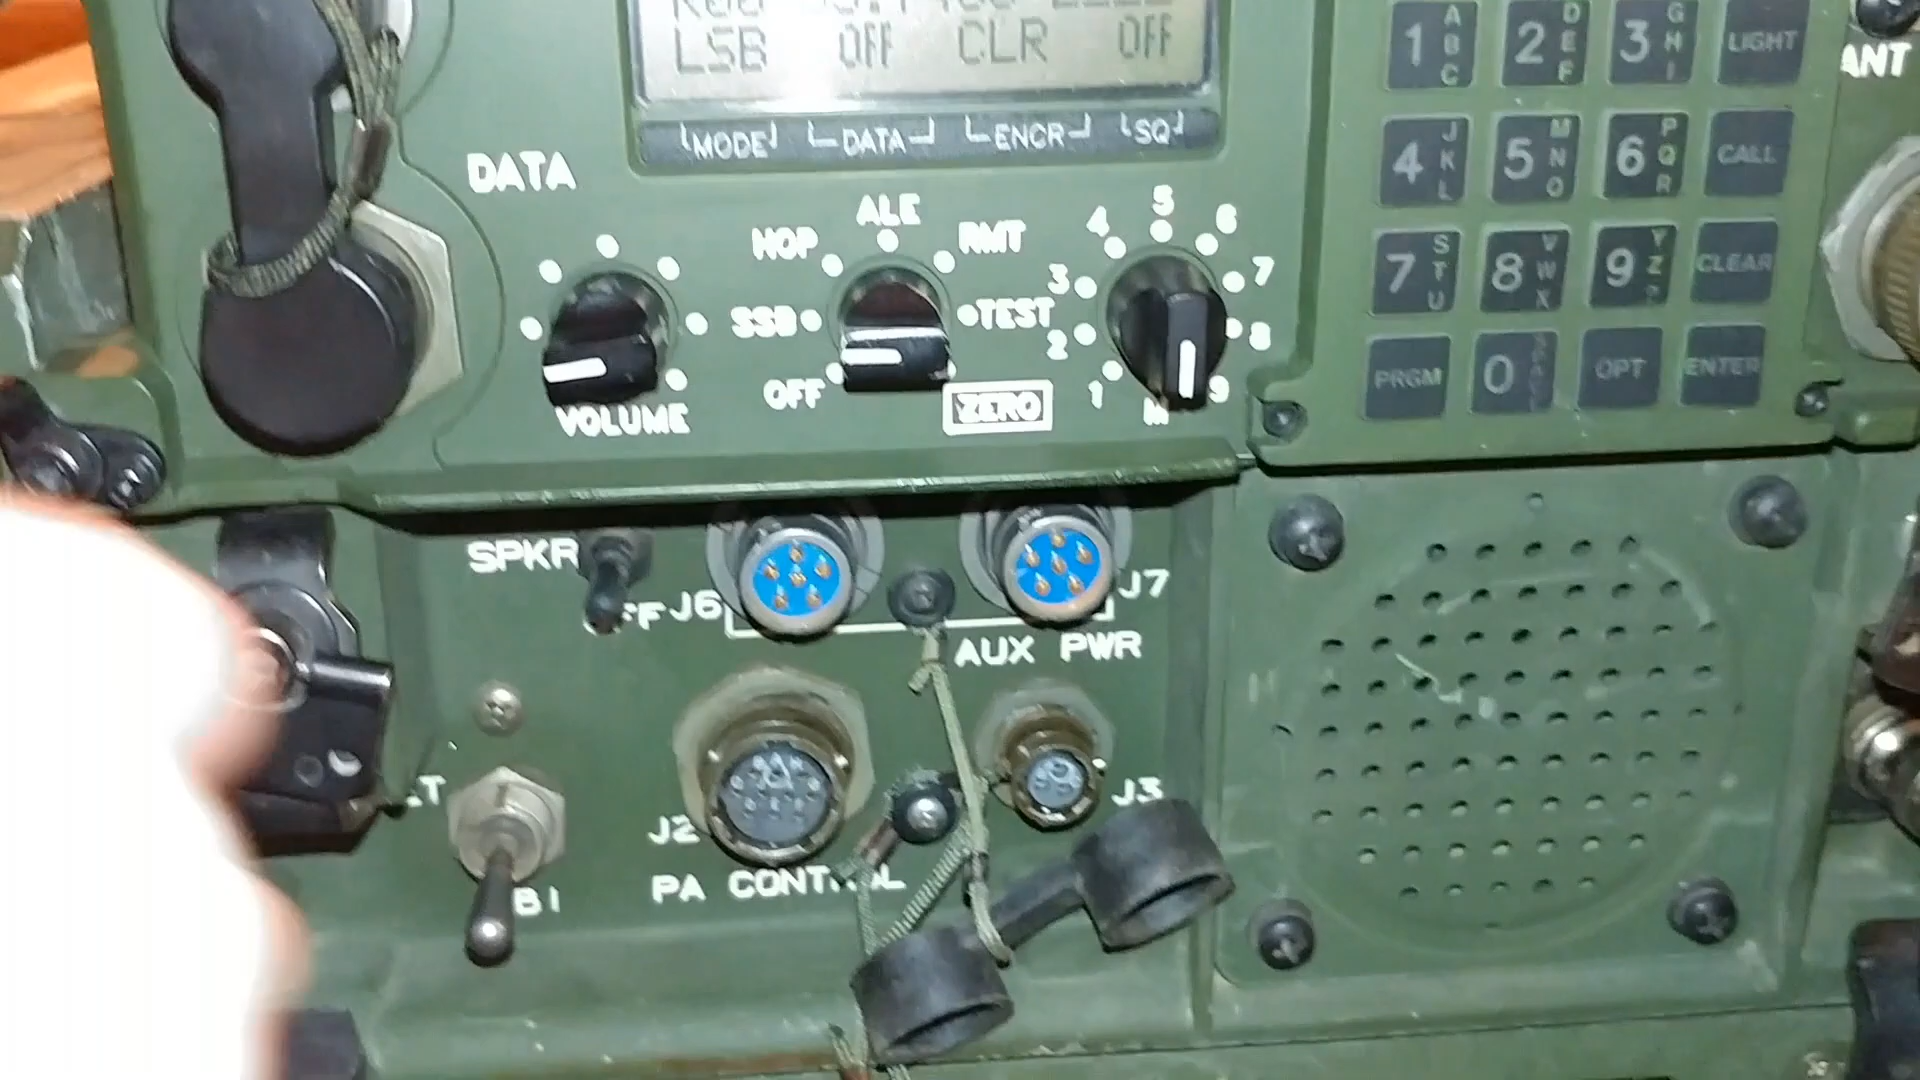 LSB OFF CLR OFF
MODE DATA ENCR SQ
DATA
VOLUME
OFF SSB HOP ALE RMT TEST ZERO
M 1 2 3 4 5 6 7 8 9
1 ABC 2 DEF 3 GHI LIGHT
4 JKL 5 MNO 6 PQR CALL
7 STU 8 VWX 9 YZ? CLEAR
PRGM 0 OPT ENTER
ANT
SPKR
J6 J7
AUX PWR
J2 J3
PA